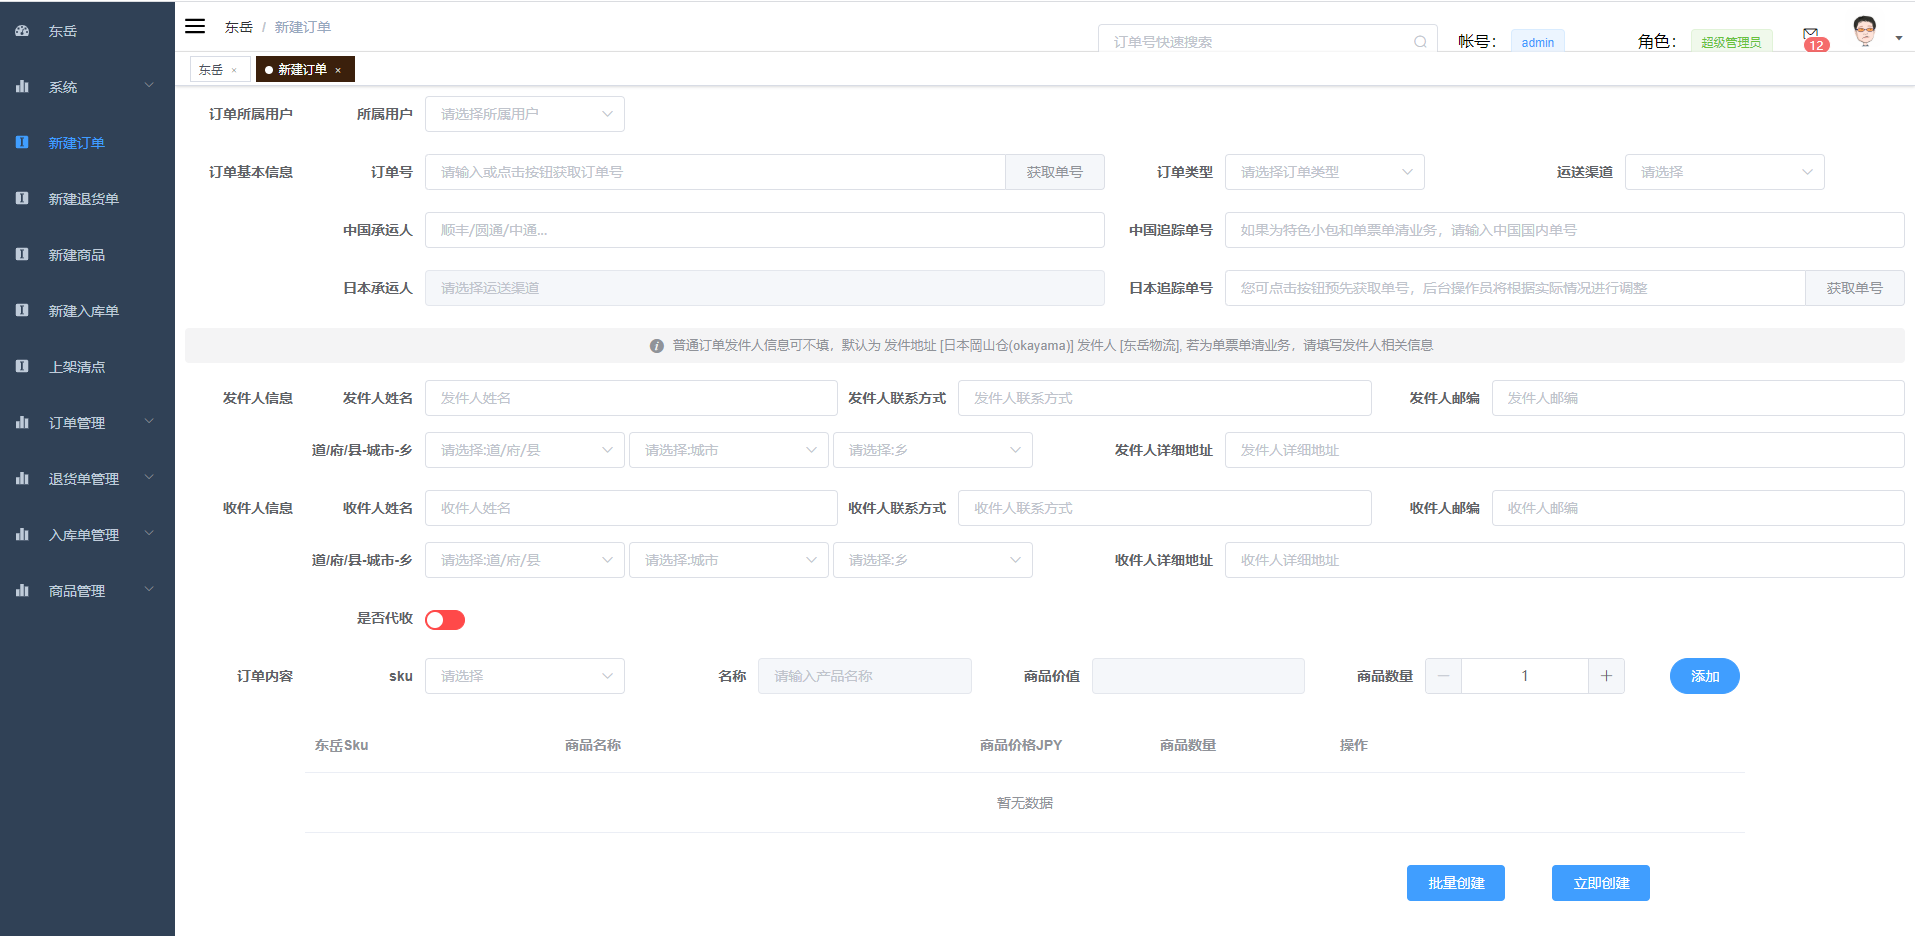 东岳
系统
新建订单
新建退货单
新建商品
新建入库单
上架清点
订单管理
退货单管理
入库单管理
商品管理
东岳 / 新建订单
订单号快速搜索
帐号： admin
角色： 超级管理员
12
东岳 ×
新建订单 ×
订单所属用户 所属用户 请选择所属用户
订单基本信息 订单号 请输入或点击按钮获取订单号 获取单号 订单类型 请选择订单类型 运送渠道 请选择
中国承运人 顺丰/圆通/中通... 中国追踪单号 如果为特色小包和单票单清业务，请输入中国国内单号
日本承运人 请选择运送渠道 日本追踪单号 您可点击按钮预先获取单号，后台操作员将根据实际情况进行调整 获取单号
普通订单发件人信息可不填，默认为 发件地址 [日本岡山仓(okayama)] 发件人 [东岳物流], 若为单票单清业务，请填写发件人相关信息
发件人信息 发件人姓名 发件人姓名 发件人联系方式 发件人联系方式 发件人邮编 发件人邮编
道/府/县-城市-乡 请选择:道/府/县 请选择:城市 请选择:乡 发件人详细地址 发件人详细地址
收件人信息 收件人姓名 收件人姓名 收件人联系方式 收件人联系方式 收件人邮编 收件人邮编
道/府/县-城市-乡 请选择:道/府/县 请选择:城市 请选择:乡 收件人详细地址 收件人详细地址
是否代收
订单内容 sku 请选择 名称 请输入产品名称 商品价值 商品数量 － 1 + 添加
东岳Sku 商品名称 商品价格JPY 商品数量 操作
暂无数据
批量创建 立即创建